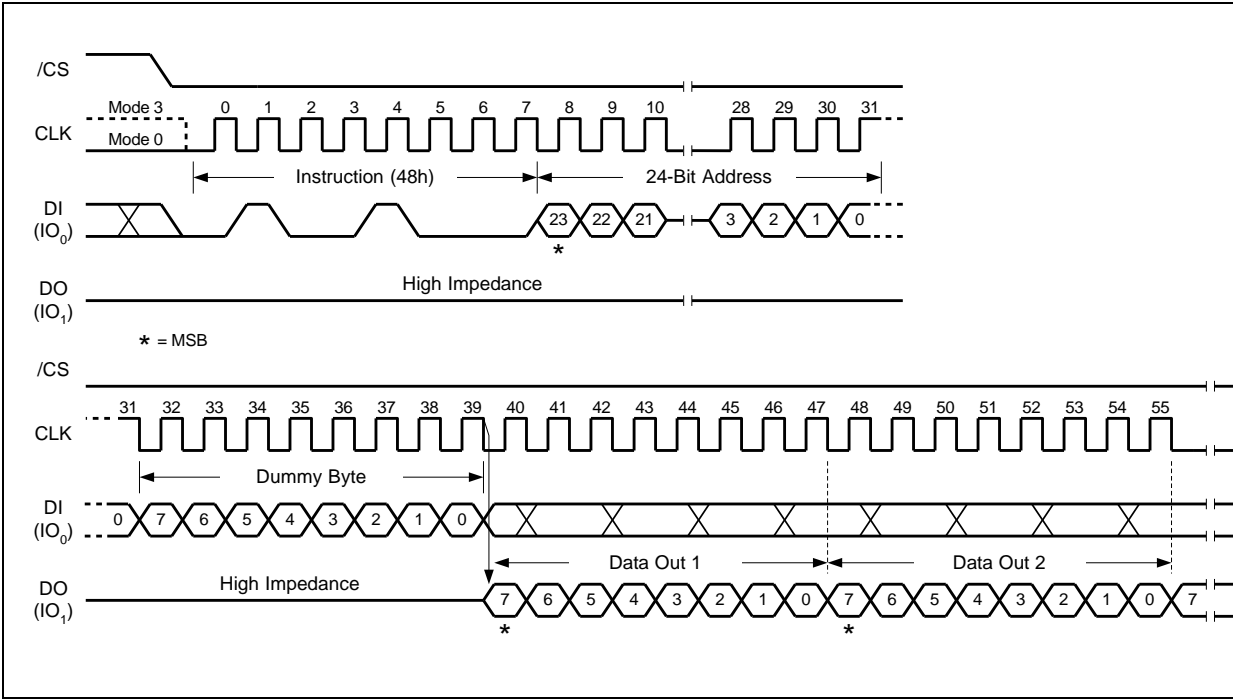 /CS
Mode 3 0 1 2 3 4 5 6 7 8 9 10 28 29 30 31
CLK
Mode 0
Instruction (48h) 24-Bit Address
DI
(IO0) 23 22 21 3 2 1 0
*
DO High Impedance
(IO1)
* = MSB
/CS
31 32 33 34 35 36 37 38 39 40 41 42 43 44 45 46 47 48 49 50 51 52 53 54 55
CLK
Dummy Byte
DI
(IO0) 0 7 6 5 4 3 2 1 0
Data Out 1 Data Out 2
DO High Impedance
(IO1) 7 6 5 4 3 2 1 0 7 6 5 4 3 2 1 0 7
* *